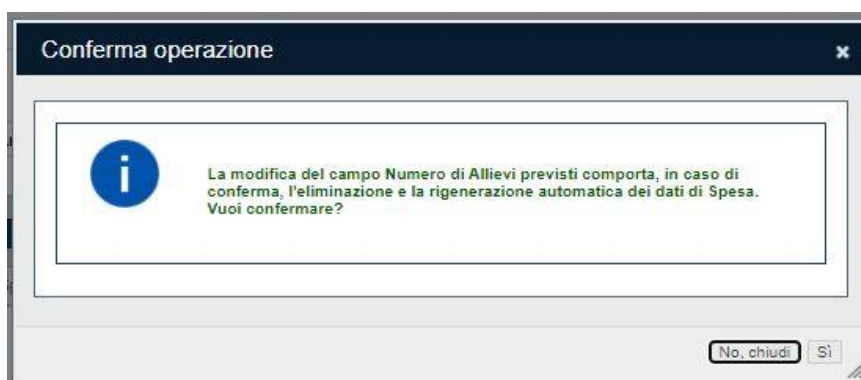 Conferma operazione
La modifica del campo Numero di Allievi previsti comporta, in caso di
conferma, l'eliminazione e la rigenerazione automatica dei dati di Spesa.
Vuoi confermare?
No, chiudi Sì